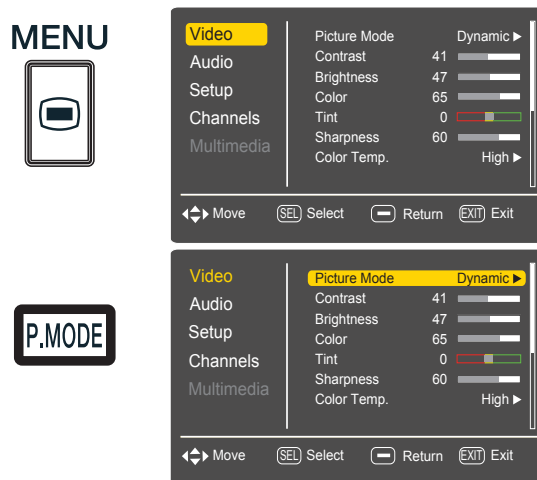 MENU
Video
Audio
Setup
Channels
Multimedia
Picture Mode Dynamic
Contrast 41
Brightness 47
Color 65
Tint 0
Sharpness 60
Color Temp. High
Move SEL Select Return EXIT Exit
P.MODE
Video
Audio
Setup
Channels
Multimedia
Picture Mode Dynamic
Contrast 41
Brightness 47
Color 65
Tint 0
Sharpness 60
Color Temp. High
Move SEL Select Return EXIT Exit